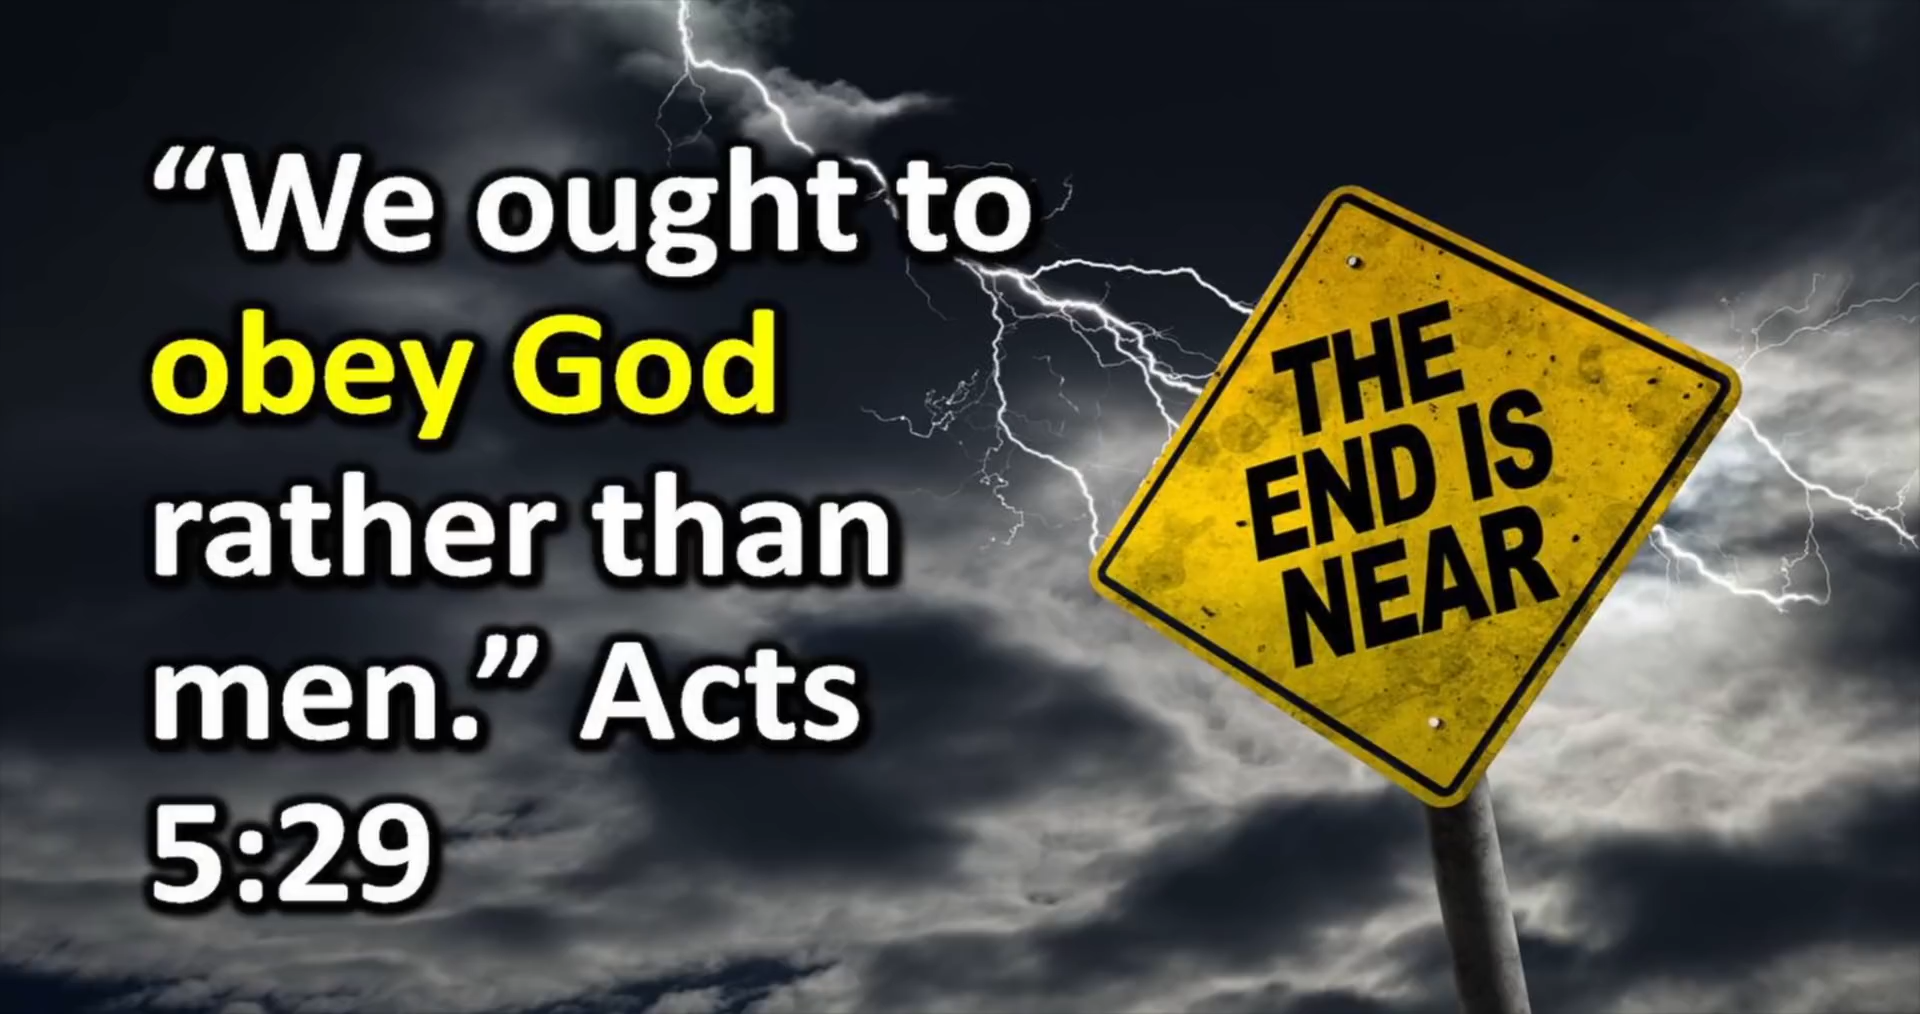 “We ought to
obey God
rather than
men.” Acts
5:29
THE
END IS
NEAR